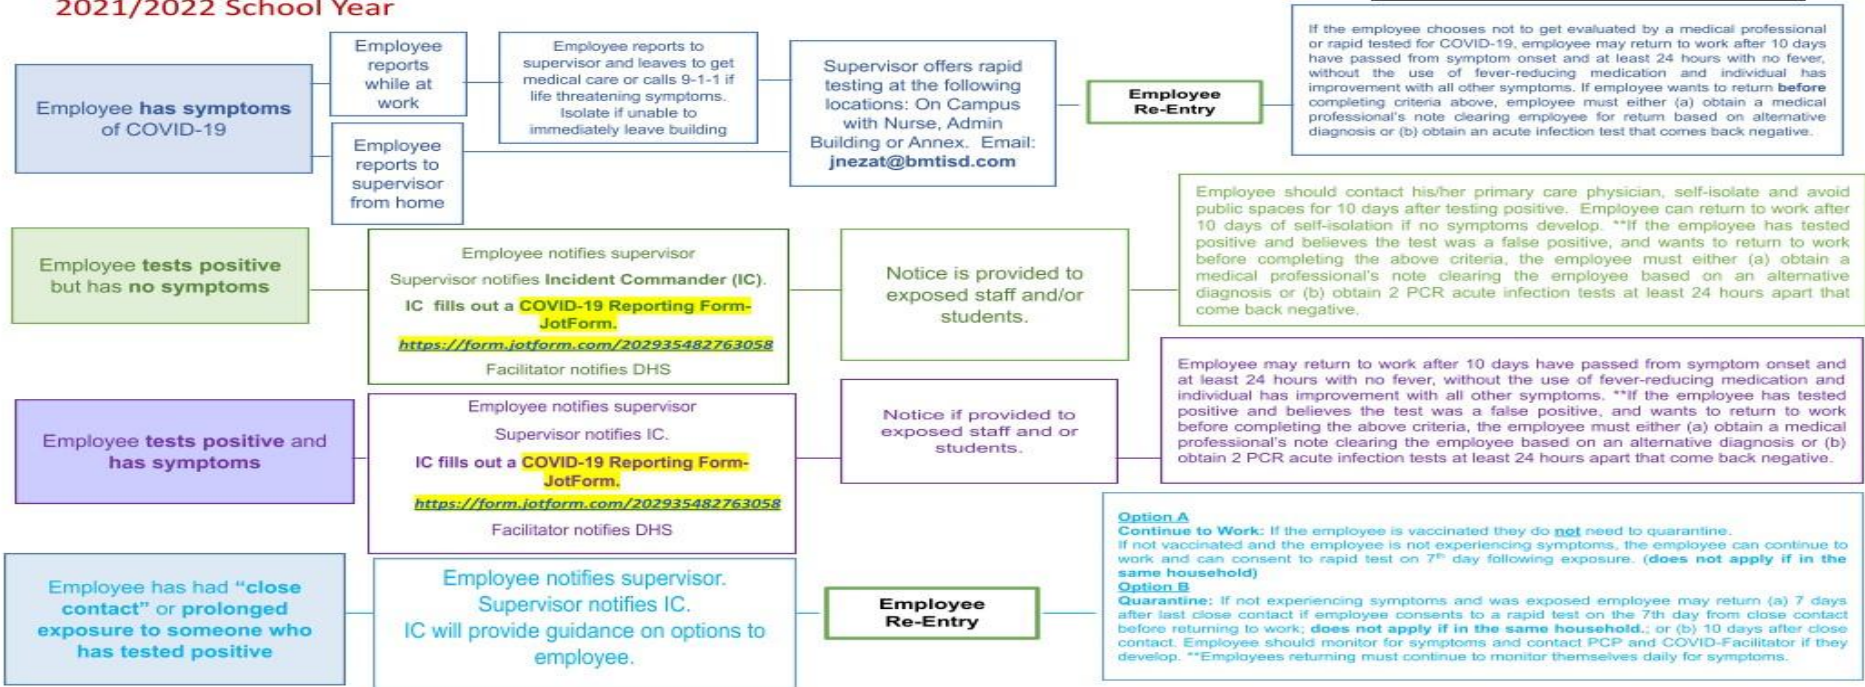 2021/2022 School Year
Employee has symptoms
of COVID-19
Employee
reports
while at
work
Employee
reports to
supervisor
from home
Employee reports to
supervisor and leaves to get
medical care or calls 9-1-1 if
life threatening symptoms.
Isolate if unable to
immediately leave building
Supervisor offers rapid
testing at the following
locations: On Campus
with Nurse, Admin
Building or Annex. Email:
jnezat@bmtisd.com
Employee
Re-Entry
If the employee chooses not to get evaluated by a medical professional
or rapid tested for COVID-19, employee may return to work after 10 days
have passed from symptom onset and at least 24 hours with no fever,
without the use of fever-reducing medication and individual has
improvement with all other symptoms. If employee wants to return before
completing criteria above, employee must either (a) obtain a medical
professional's note clearing employee for return based on alternative
diagnosis or (b) obtain an acute infection test that comes back negative.
Employee tests positive
but has no symptoms
Employee notifies supervisor
Supervisor notifies Incident Commander (IC).
IC fills out a COVID-19 Reporting Form-
JotForm.
https://form.jotform.com/202935482763058
Facilitator notifies DHS
Notice is provided to
exposed staff and/or
students.
Employee should contact his/her primary care physician, self-isolate and avoid
public spaces for 10 days after testing positive. Employee can return to work after
10 days of self-isolation if no symptoms develop. **If the employee has tested
positive and believes the test was a false positive, and wants to return to work
before completing the above criteria, the employee must either (a) obtain a
medical professional's note clearing the employee based on an alternative
diagnosis or (b) obtain 2 PCR acute infection tests at least 24 hours apart that
come back negative.
Employee tests positive and
has symptoms
Employee notifies supervisor
Supervisor notifies IC.
IC fills out a COVID-19 Reporting Form-
JotForm.
https://form.jotform.com/202935482763058
Facilitator notifies DHS
Notice if provided to
exposed staff and or
students.
Employee may return to work after 10 days have passed from symptom onset and
at least 24 hours with no fever, without the use of fever-reducing medication and
individual has improvement with all other symptoms. **If the employee has tested
positive and believes the test was a false positive, and wants to return to work
before completing the above criteria, the employee must either (a) obtain a medical
professional's note clearing the employee based on an alternative diagnosis or (b)
obtain 2 PCR acute infection tests at least 24 hours apart that come back negative.
Employee has had "close
contact" or prolonged
exposure to someone who
has tested positive
Employee notifies supervisor.
Supervisor notifies IC.
IC will provide guidance on options to
employee.
Employee
Re-Entry
Option A
Continue to Work: If the employee is vaccinated they do not need to quarantine.
If not vaccinated and the employee is not experiencing symptoms, the employee can continue to
work and can consent to rapid test on 7th day following exposure. (does not apply if in the
same household)
Option B
Quarantine: If not experiencing symptoms and was exposed employee may return (a) 7 days
after last close contact if employee consents to a rapid test on the 7th day from close contact
before returning to work; does not apply if in the same household.; or (b) 10 days after close
contact. Employee should monitor for symptoms and contact PCP and COVID-Facilitator if they
develop. **Employees returning must continue to monitor themselves daily for symptoms.